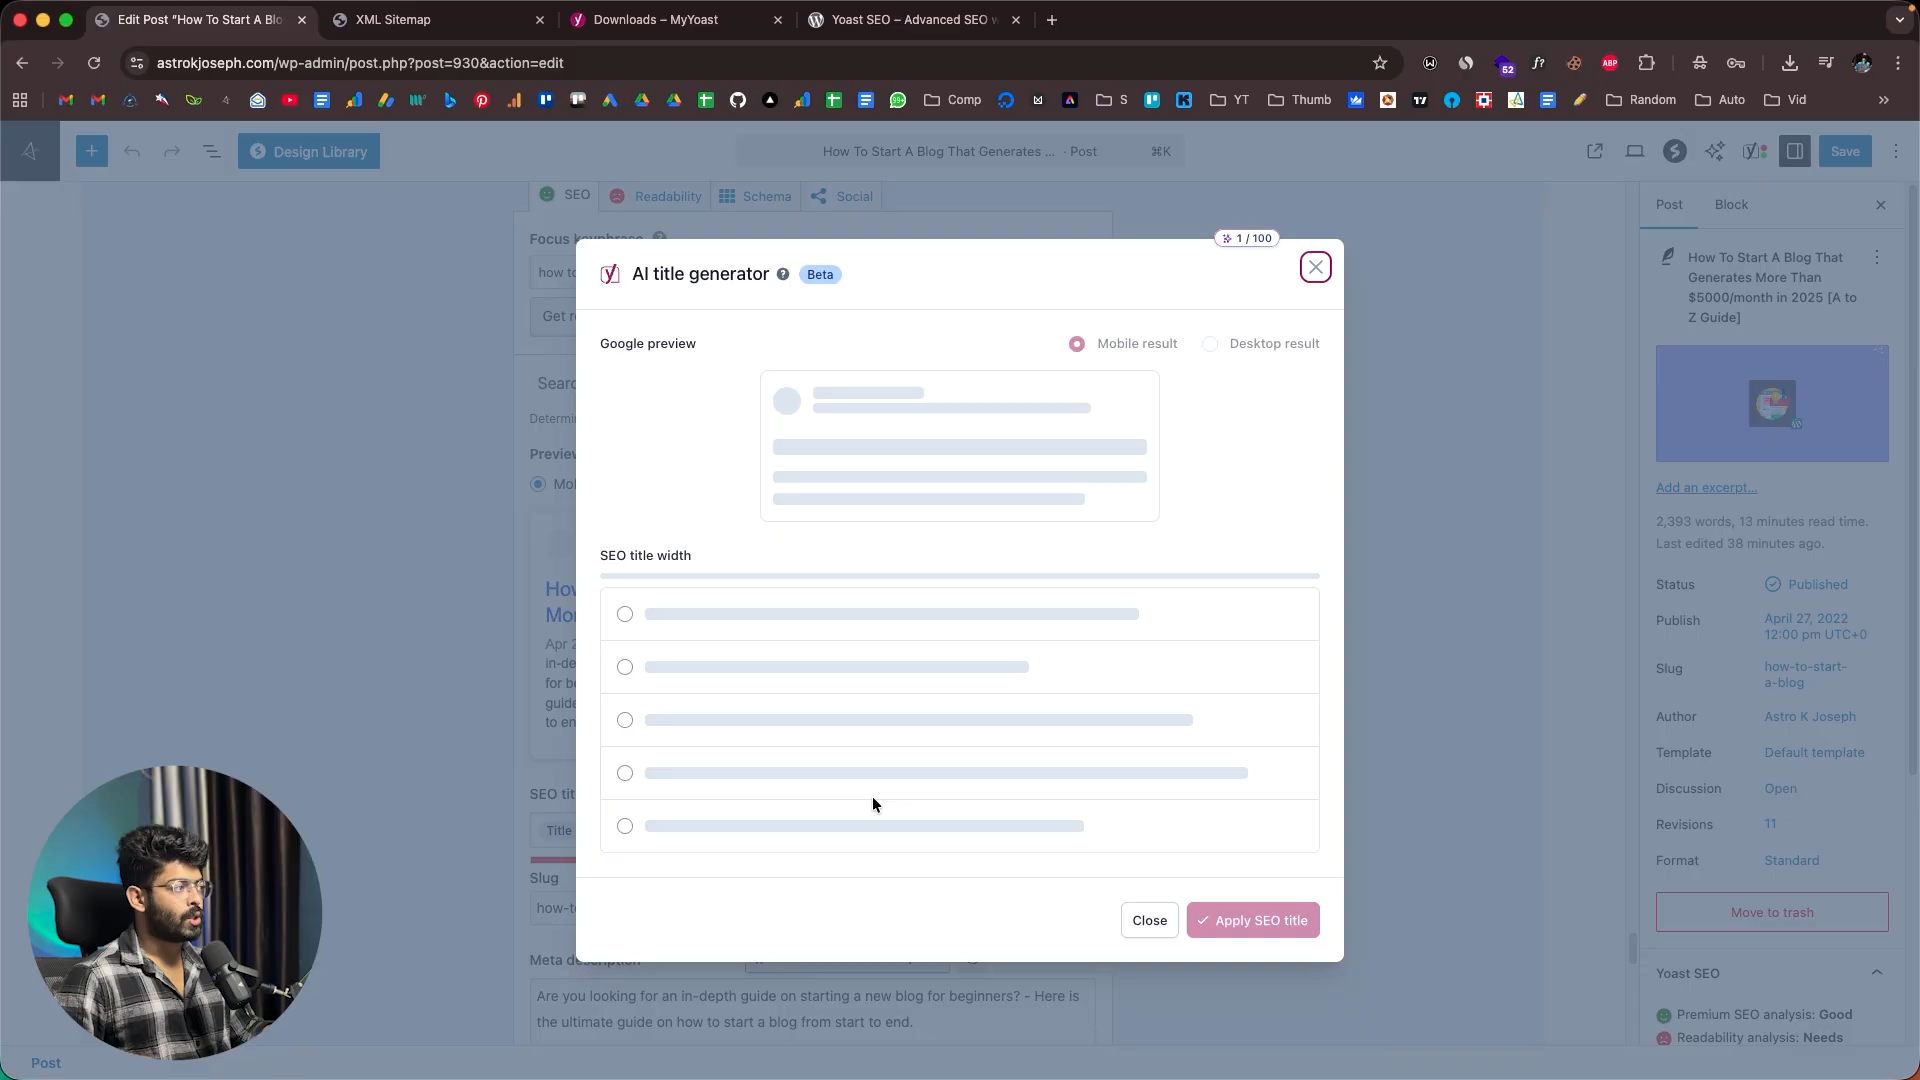 Edit Post "How To Start A Blo
XML Sitemap
Downloads – MyYoast
Yoast SEO – Advanced SEO w
astrokjoseph.com/wp-admin/post.php?post=930&action=edit
52
ABP
99+
Comp
S
YT
Thumb
Random
Auto
Vid
Design Library
How To Start A Blog That Generates ... · Post
⌘K
Save
SEO
Readability
Schema
Social
Post
Block
Focus keyphrase
how to
Get r
1 / 100
AI title generator
Beta
Google preview
Mobile result
Desktop result
Searc
Determin
Preview
Mo
SEO title width
How
Mor
Apr 2
in-de
for be
guide
to en
SEO tit
Title
Slug
how-to
Close
Apply SEO title
Meta description
Are you looking for an in-depth guide on starting a new blog for beginners? - Here is
the ultimate guide on how to start a blog from start to end.
Post
How To Start A Blog That
Generates More Than
$5000/month in 2025 [A to
Z Guide]
Add an excerpt...
2,393 words, 13 minutes read time.
Last edited 38 minutes ago.
Status
Published
Publish
April 27, 2022
12:00 pm UTC+0
Slug
how-to-start-
a-blog
Author
Astro K Joseph
Template
Default template
Discussion
Open
Revisions
11
Format
Standard
Move to trash
Yoast SEO
Premium SEO analysis: Good
Readability analysis: Needs